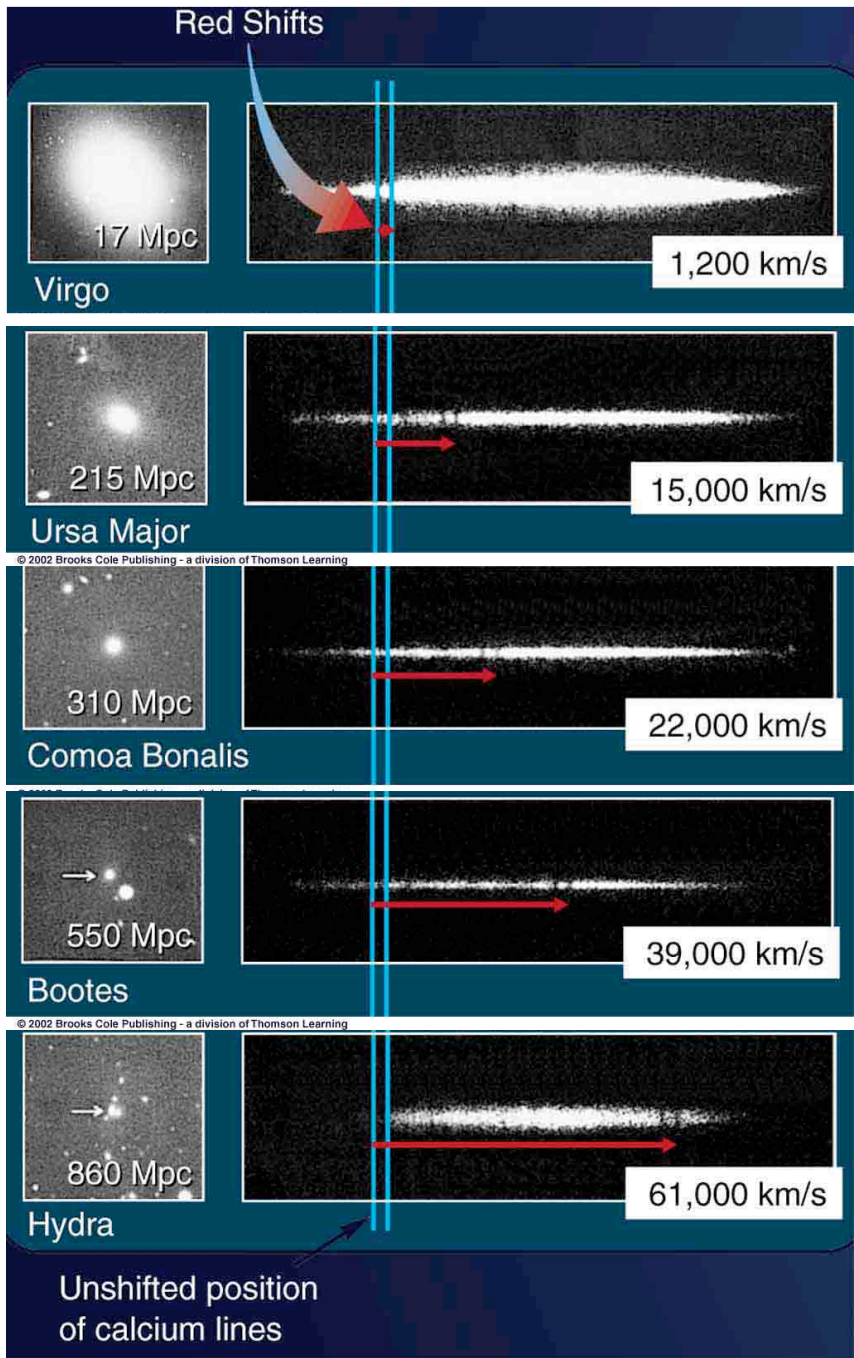 Red Shifts
17 Mpc
Virgo
1,200 km/s
215 Mpc
Ursa Major
15,000 km/s
© 2002 Brooks Cole Publishing - a division of Thomson Learning
310 Mpc
Comoa Bonalis
22,000 km/s
550 Mpc
Bootes
39,000 km/s
© 2002 Brooks Cole Publishing - a division of Thomson Learning
860 Mpc
Hydra
61,000 km/s
Unshifted position
of calcium lines